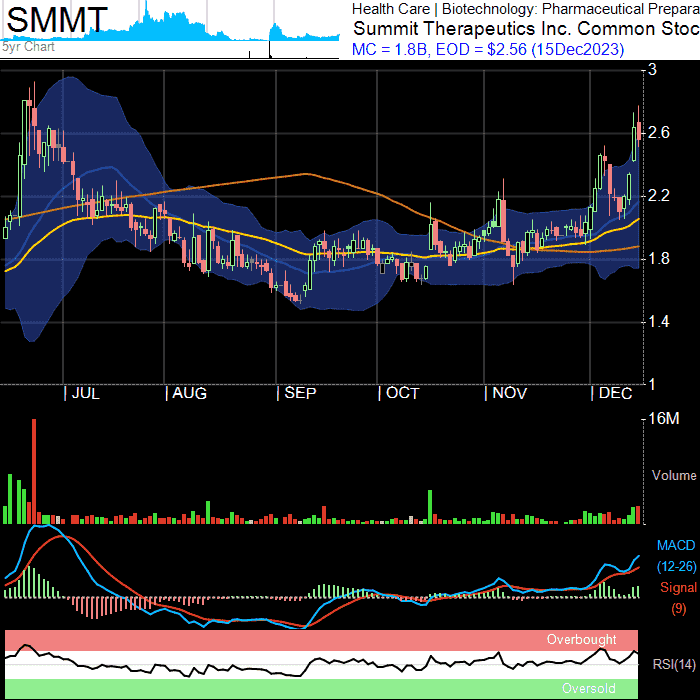 SMMT
5yr Chart
Health Care | Biotechnology: Pharmaceutical Prepara
Summit Therapeutics Inc. Common Stoc
MC = 1.8B, EOD = $2.56 (15Dec2023)
3
2.6
2.2
1.8
1.4
1
JUL
AUG
SEP
OCT
NOV
DEC
16M
Volume
MACD
(12-26)
Signal
(9)
Overbought
RSI(14)
Oversold